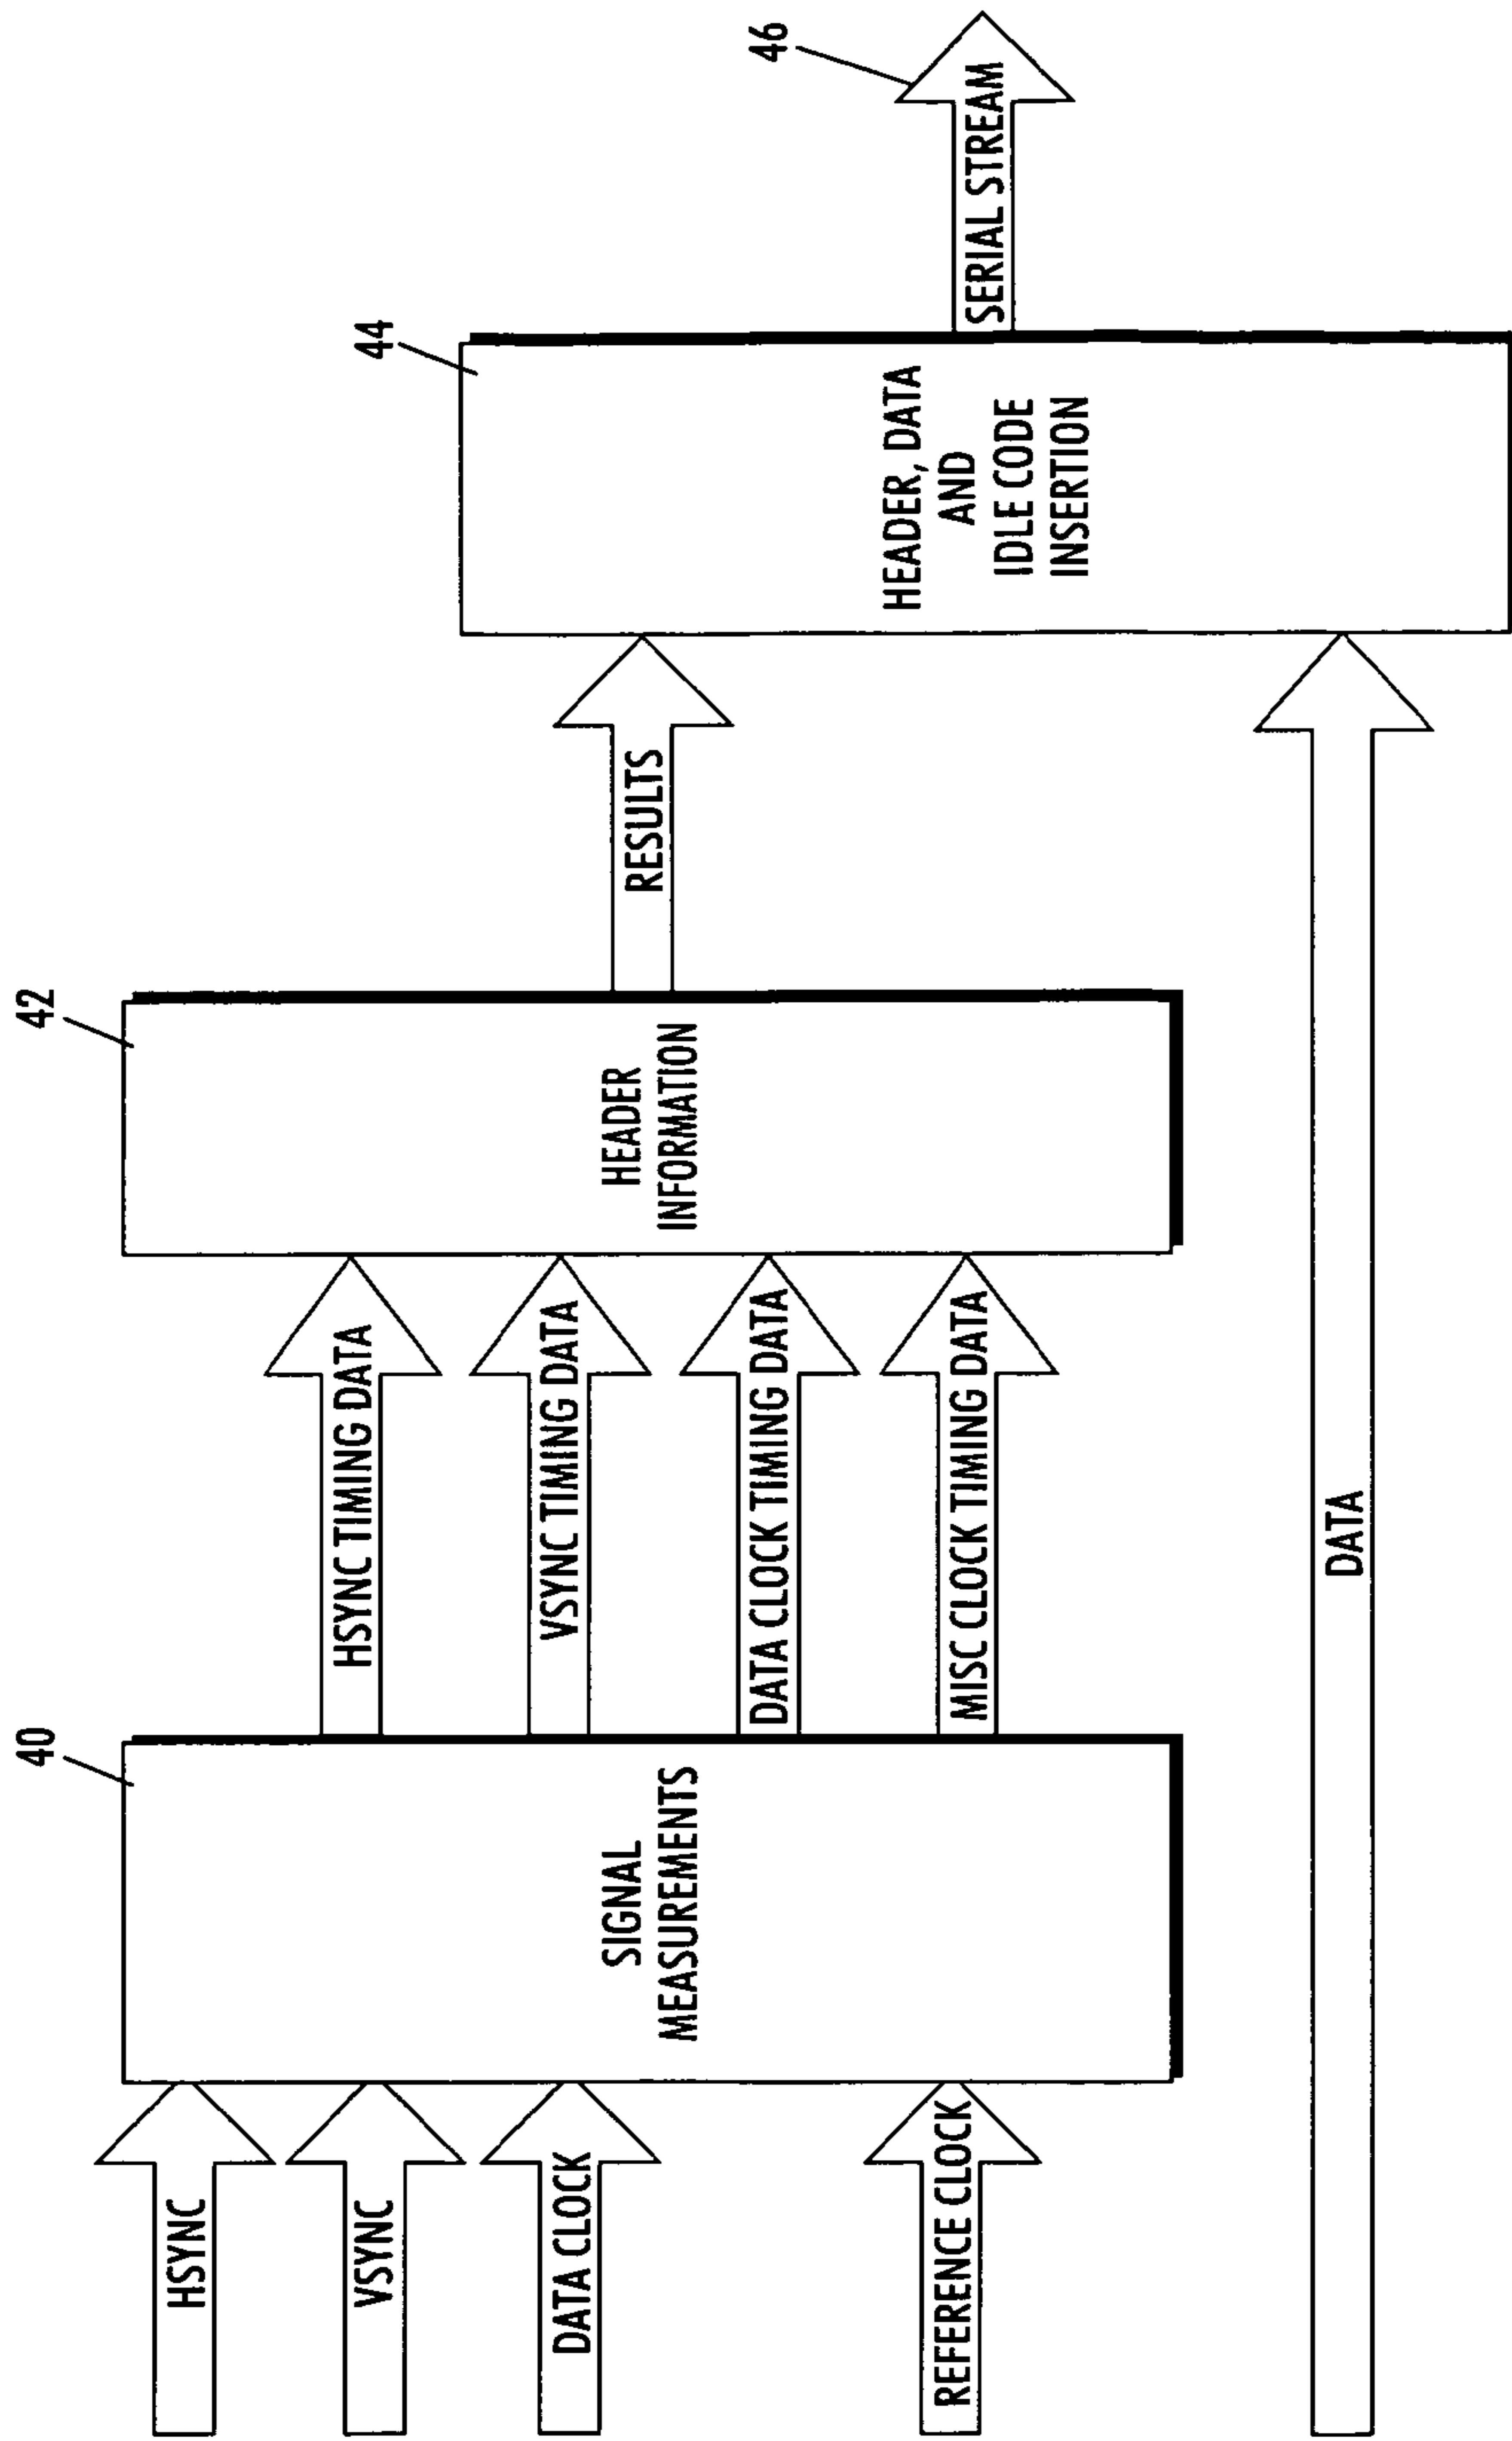 40
42
44
46
HSYNC
VSYNC
DATA CLOCK
REFERENCE CLOCK
SIGNAL
MEASUREMENTS
HSYNC TIMING DATA
VSYNC TIMING DATA
DATA CLOCK TIMING DATA
MISC CLOCK TIMING DATA
HEADER
INFORMATION
RESULTS
DATA
HEADER, DATA
AND
IDLE CODE
INSERTION
SERIAL STREAM